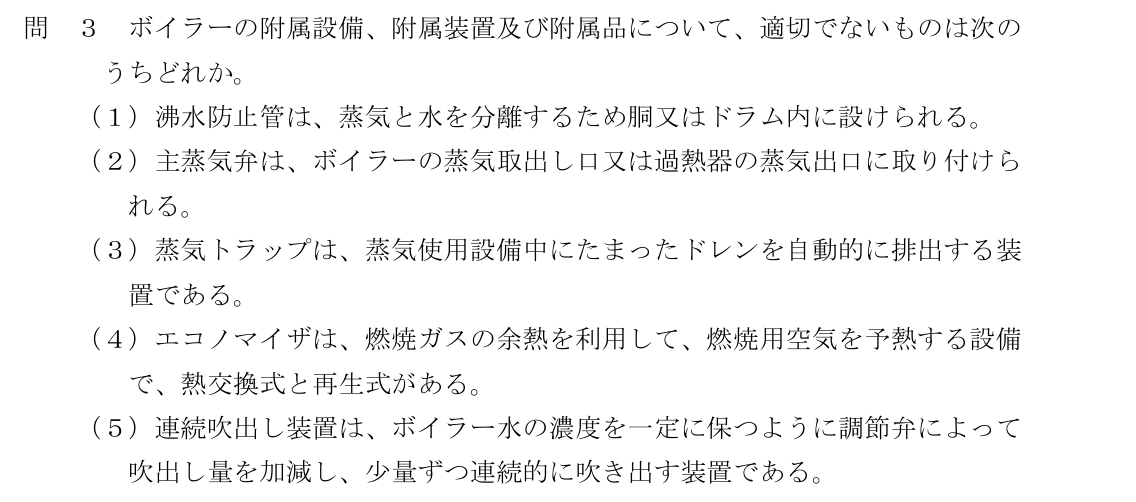 問　３　ボイラーの附属設備、附属装置及び附属品について、適切でないものは次の
うちどれか。
（１）沸水防止管は、蒸気と水を分離するため胴又はドラム内に設けられる。
（２）主蒸気弁は、ボイラーの蒸気取出し口又は過熱器の蒸気出口に取り付けら
れる。
（３）蒸気トラップは、蒸気使用設備中にたまったドレンを自動的に排出する装
置である。
（４）エコノマイザは、燃焼ガスの余熱を利用して、燃焼用空気を予熱する設備
で、熱交換式と再生式がある。
（５）連続吹出し装置は、ボイラー水の濃度を一定に保つように調節弁によって
吹出し量を加減し、少量ずつ連続的に吹き出す装置である。